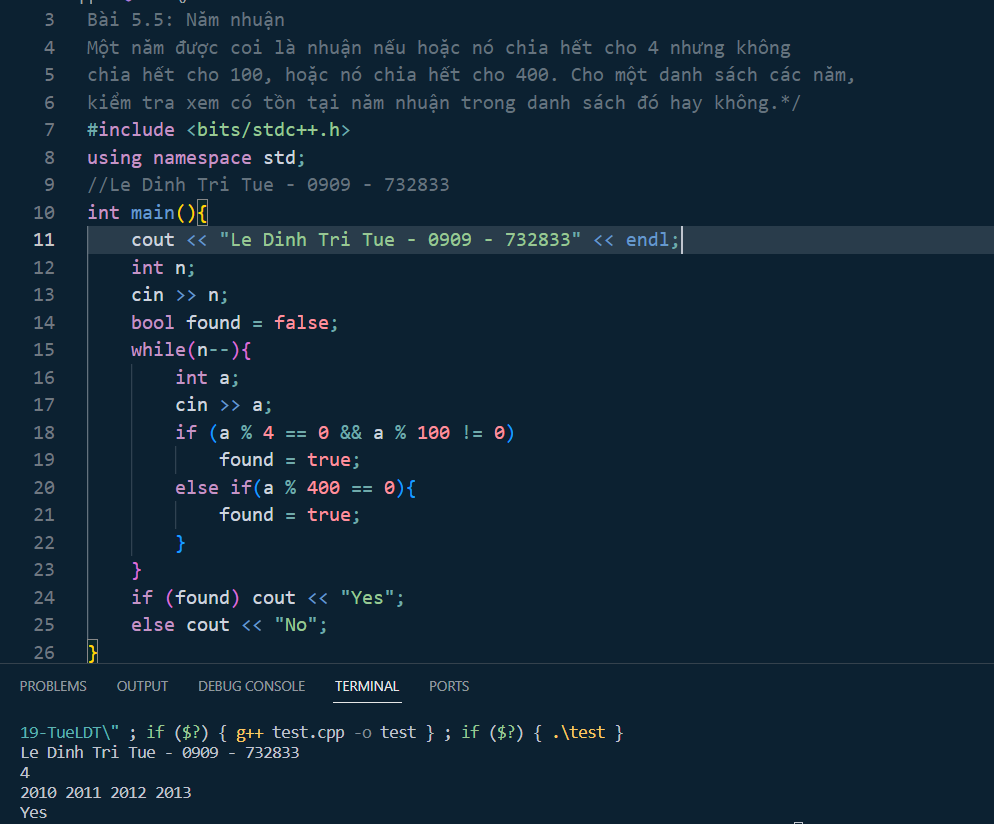 3 Bài 5.5: Năm nhuận
4 Một năm được coi là nhuận nếu hoặc nó chia hết cho 4 nhưng không
5 chia hết cho 100, hoặc nó chia hết cho 400. Cho một danh sách các năm,
6 kiểm tra xem có tồn tại năm nhuận trong danh sách đó hay không.*/
7 #include <bits/stdc++.h>
8 using namespace std;
9 //Le Dinh Tri Tue - 0909 - 732833
10 int main(){
11     cout << "Le Dinh Tri Tue - 0909 - 732833" << endl;
12     int n;
13     cin >> n;
14     bool found = false;
15     while(n--){
16         int a;
17         cin >> a;
18         if (a % 4 == 0 && a % 100 != 0)
19             found = true;
20         else if(a % 400 == 0){
21             found = true;
22         }
23     }
24     if (found) cout << "Yes";
25     else cout << "No";
26 }
PROBLEMS OUTPUT DEBUG CONSOLE TERMINAL PORTS
19-TueLDT\" ; if ($?) { g++ test.cpp -o test } ; if ($?) { .\test }
Le Dinh Tri Tue - 0909 - 732833
4
2010 2011 2012 2013
Yes